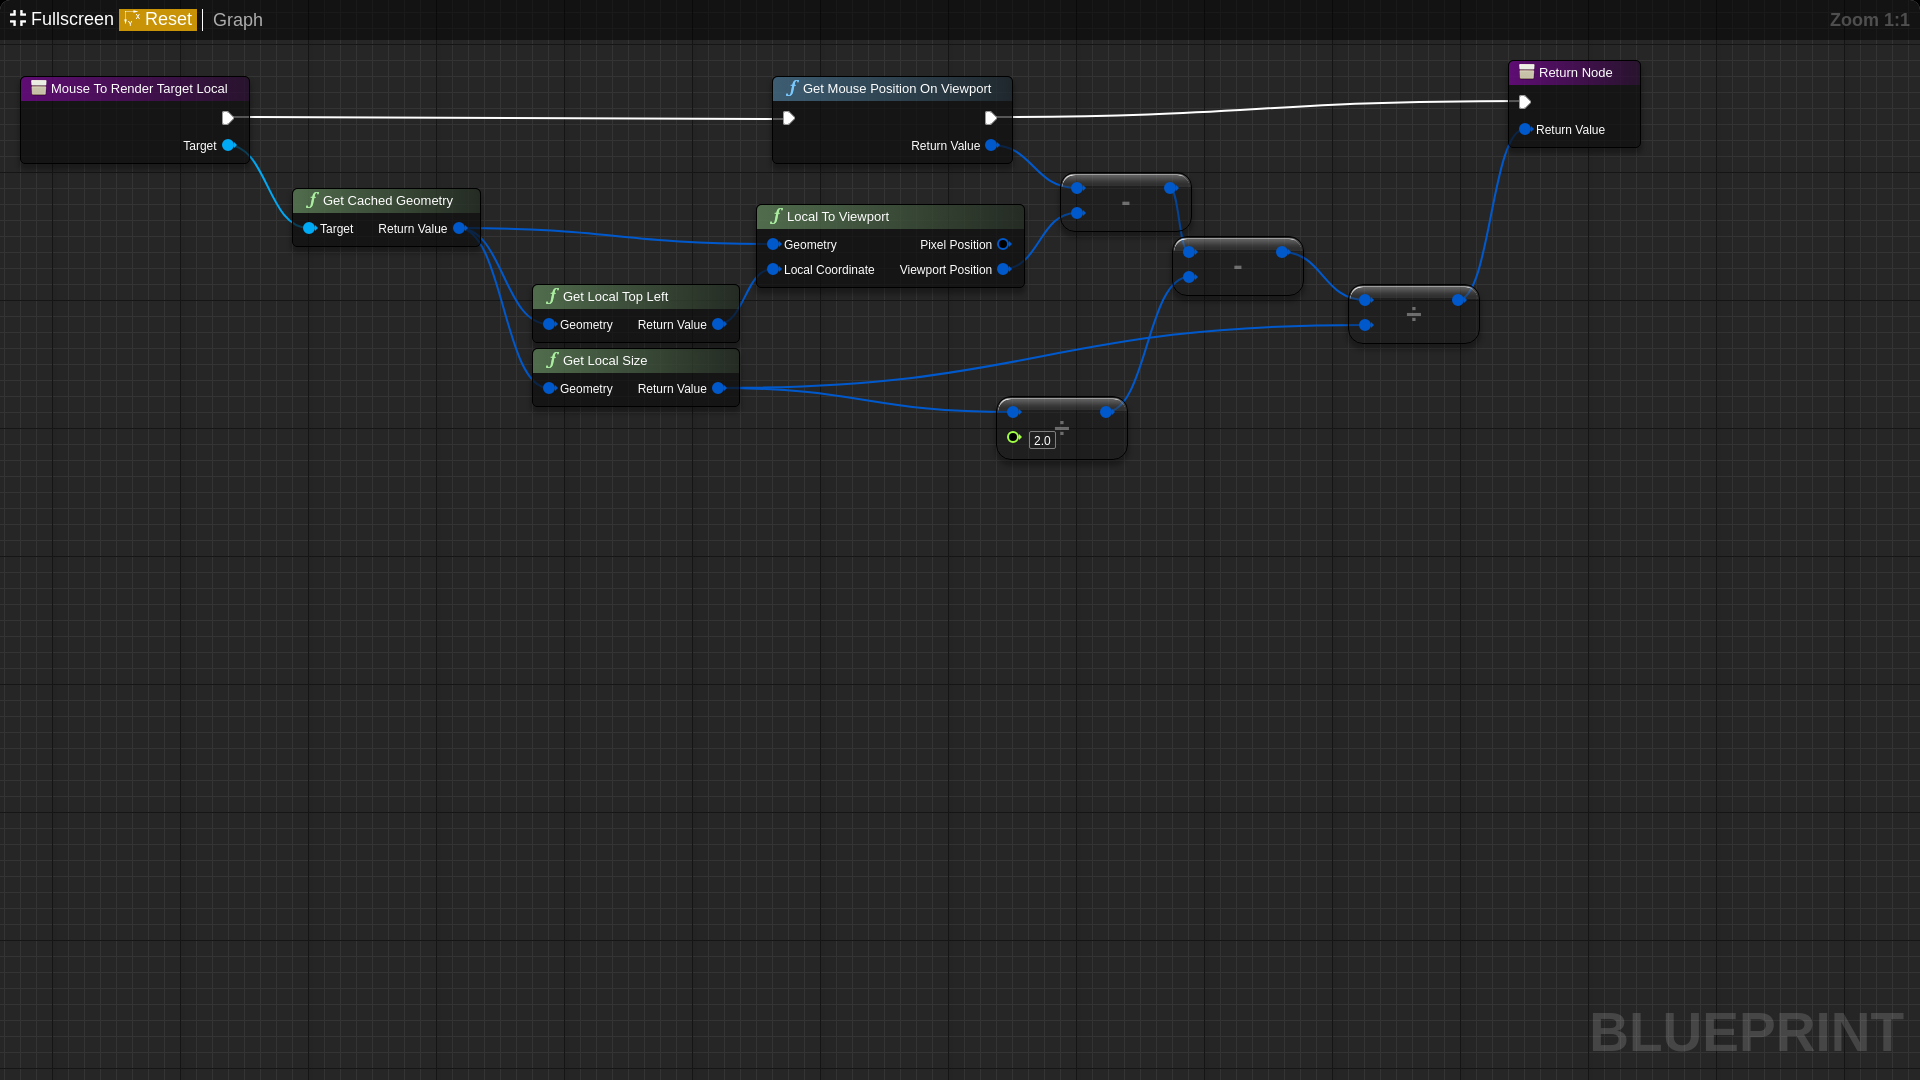 Fullscreen Reset Graph Zoom 1:1
Mouse To Render Target Local
Target
Get Mouse Position On Viewport
Return Value
Return Node
Return Value
Get Cached Geometry
Target Return Value
Local To Viewport
Geometry Pixel Position
Local Coordinate Viewport Position
-
-
Get Local Top Left
Geometry Return Value
÷
Get Local Size
Geometry Return Value
÷
2.0
BLUEPRINT